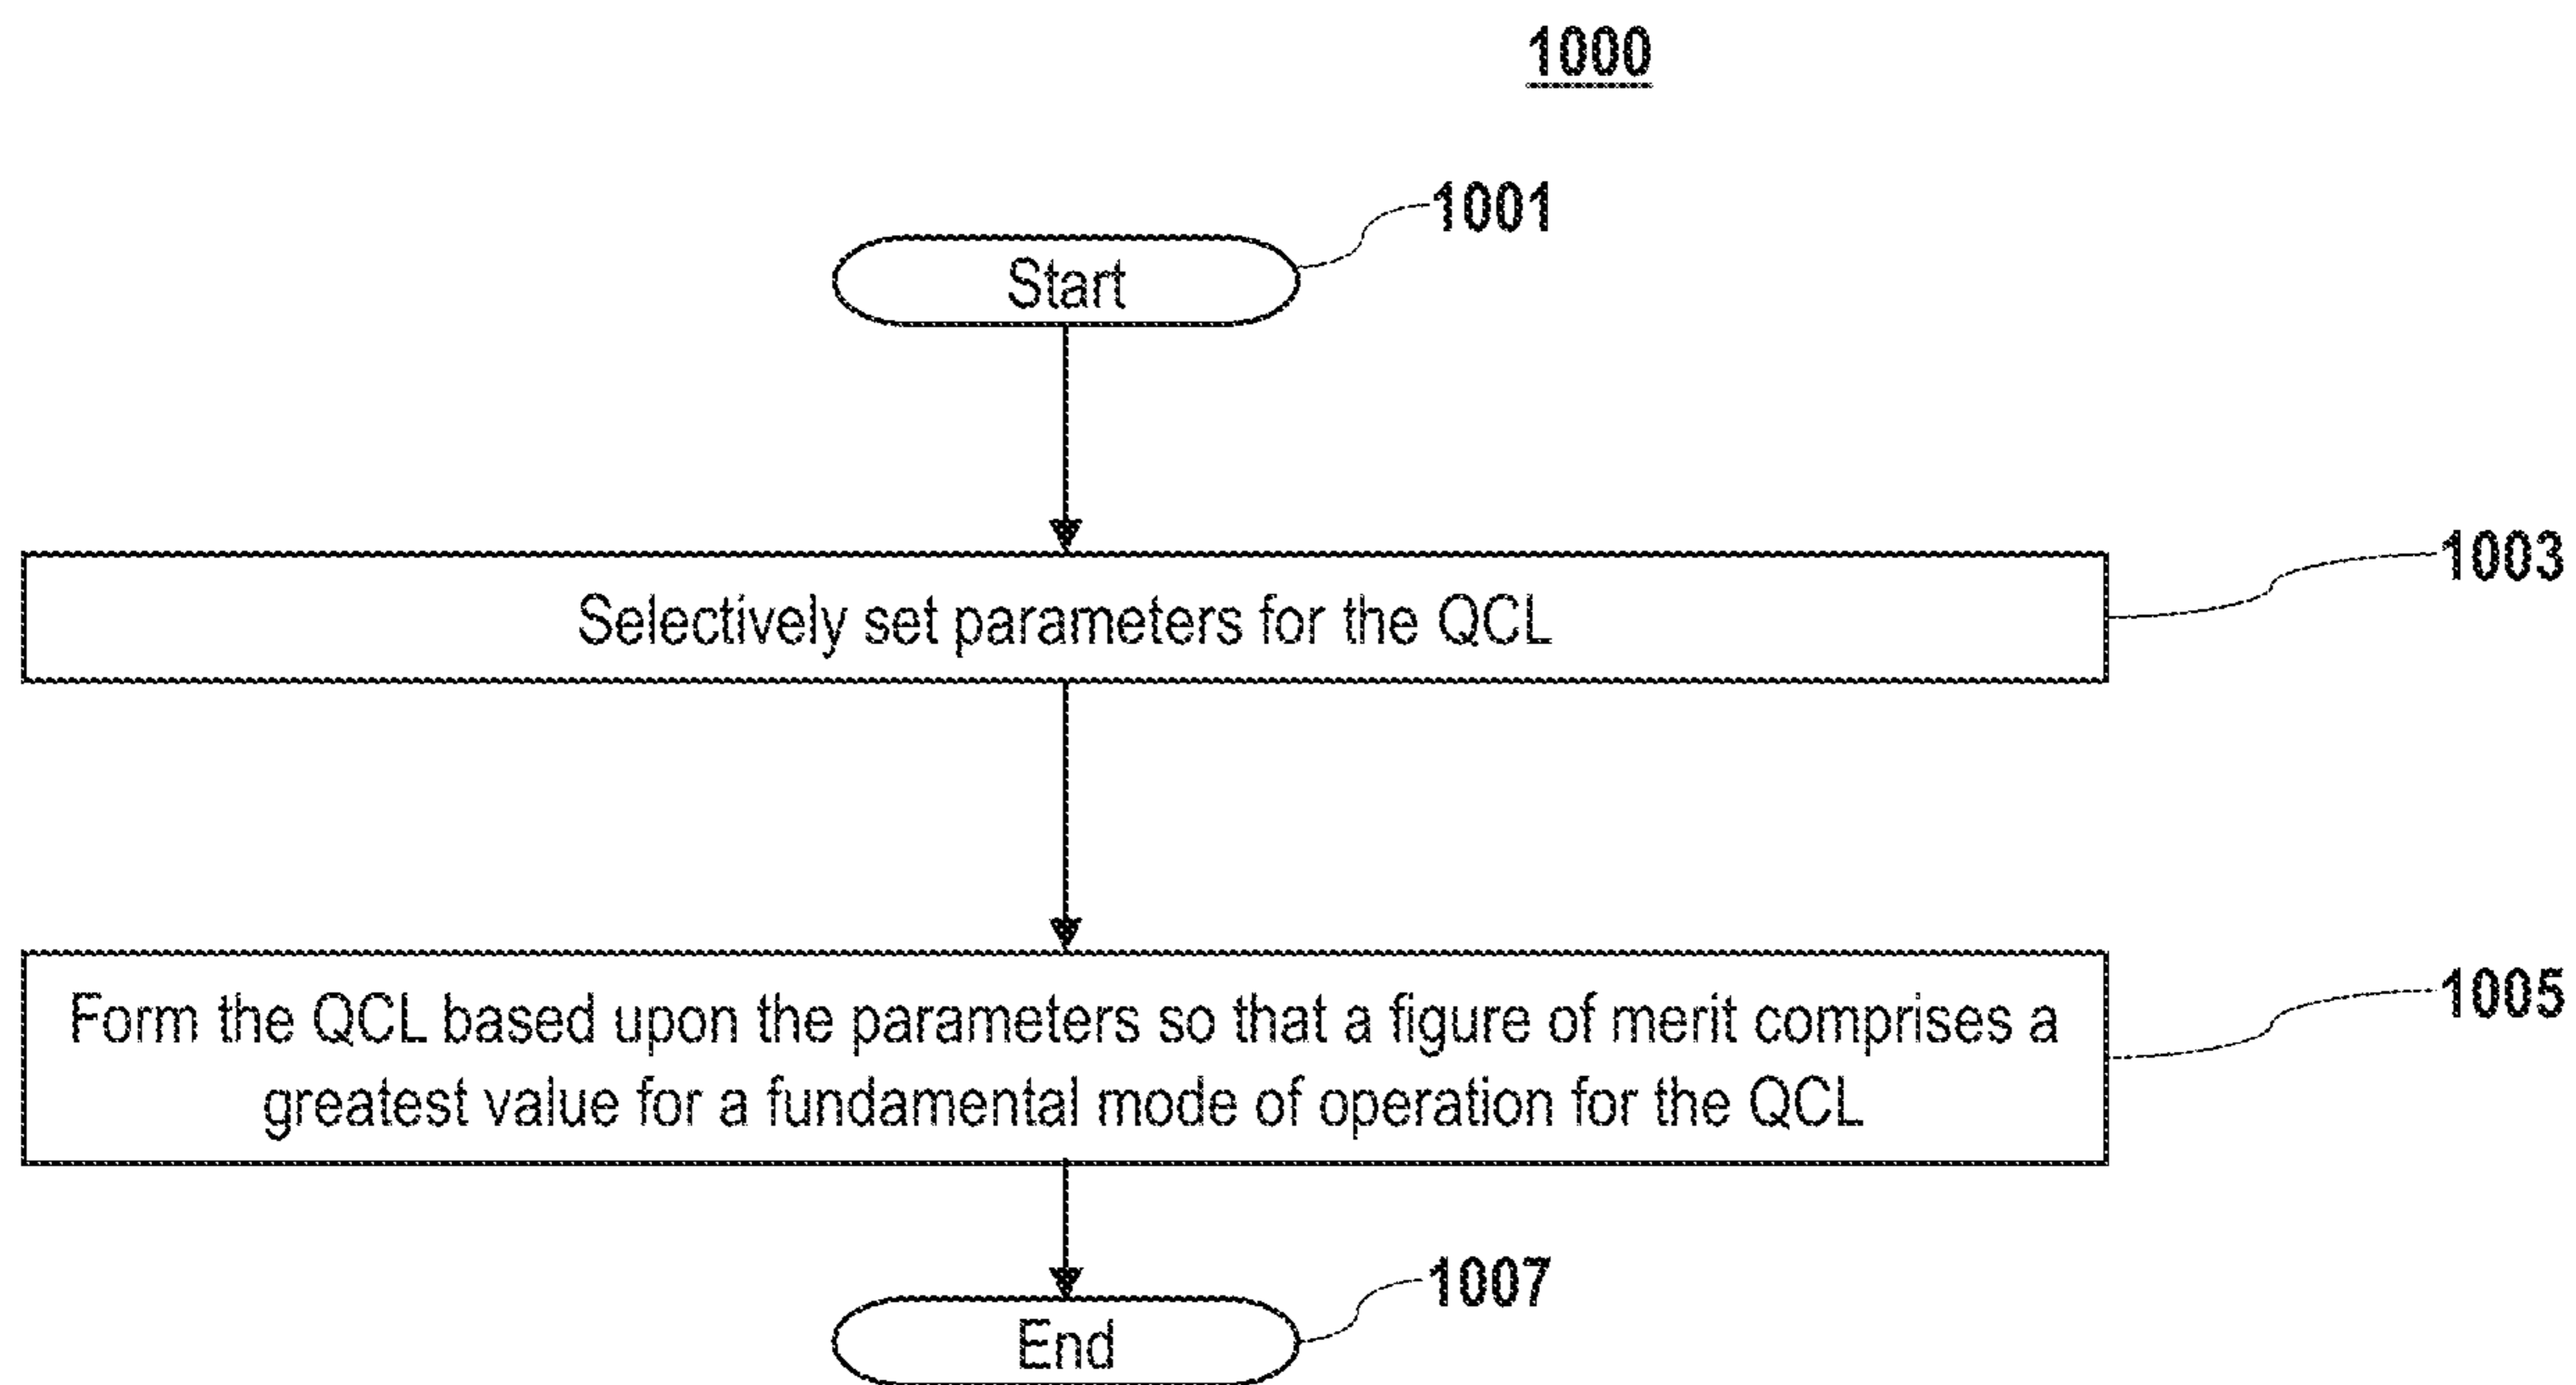 1000
1001
Start
1003
Selectively set parameters for the QCL
1005
Form the QCL based upon the parameters so that a figure of merit comprises a
greatest value for a fundamental mode of operation for the QCL
1007
End